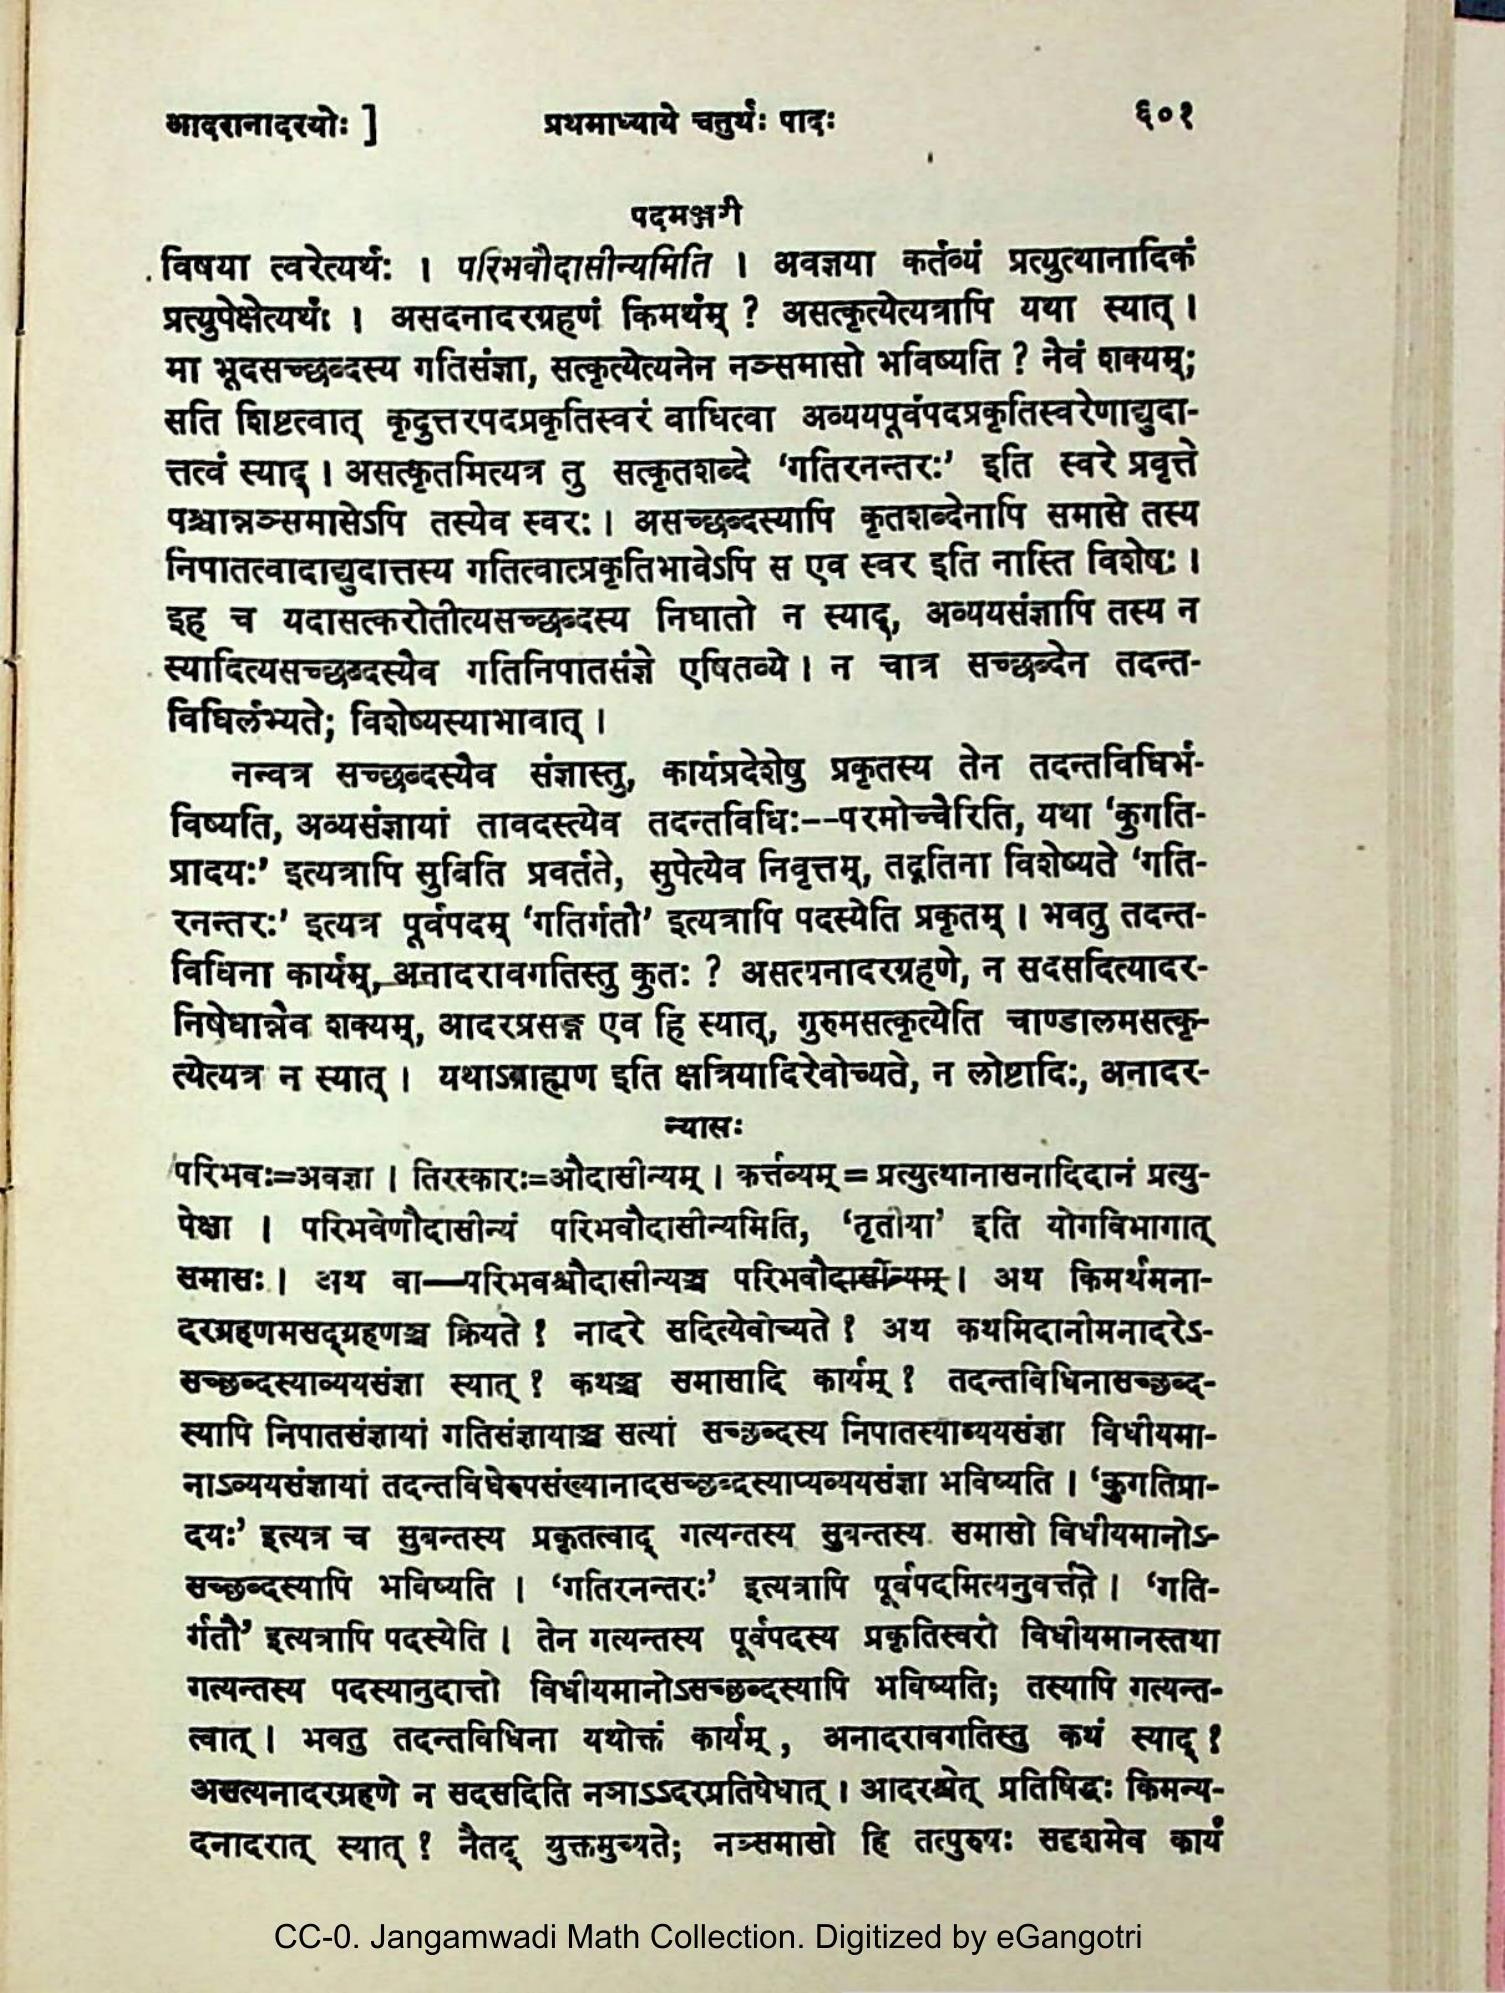 आदरानादरयोः ]
प्रथमाध्याये चतुर्थः पादः
६०१
पदमञ्जरी
विषया त्वरेत्यर्थः । परिभवौदासीन्यमिति । अवज्ञया कर्तव्यं प्रत्युत्थानादिकं
प्रत्युपेक्षेत्यर्थः । असदनादरग्रहणं किमर्थम् ? असत्कृत्येत्यत्रापि यथा स्यात् ।
मा भूदसच्छब्दस्य गतिसंज्ञा, सत्कृत्येत्यनेन नञ्समासो भविष्यति ? नेवं शक्यम्;
सति शिष्टत्वात् कृदुत्तरपदप्रकृतिस्वरं वाधित्वा अव्ययपूर्वपदप्रकृतिस्वरेणाद्युदा-
त्तत्वं स्याद् । असत्कृतमित्यत्र तु सत्कृतशब्दे ‘गतिरनन्तरः’ इति स्वरे प्रवृत्ते
पश्चान्नञ्समासेऽपि तस्येव स्वरः । असच्छब्दस्यापि कृतशब्देनापि समासे तस्य
निपातत्वादाद्युदात्तस्य गतित्वात्प्रकृतिभावेऽपि स एव स्वर इति नास्ति विशेषः ।
इह च यदासत्करोतीत्यसच्छब्दस्य निघातो न स्याद्, अव्ययसंज्ञापि तस्य न
स्यादित्यसच्छब्दस्यैव गतिनिपातसंज्ञे एषितव्ये । न चात्र सच्छब्देन तदन्त-
विधिर्लभ्यते; विशेष्यस्याभावात् ।
नन्वत्र सच्छब्दस्यैव संज्ञास्तु, कार्यप्रदेशेषु प्रकृतस्य तेन तदन्तविधिर्भ-
विष्यति, अव्यसंज्ञायां तावदस्त्येव तदन्तविधिः--परमोच्चैरिति, यथा ‘कुगति-
प्रादयः’ इत्यत्रापि सुबिति प्रवर्तते, सुपेत्येव निवृत्तम्, तद्गतिना विशेष्यते ‘गति-
रनन्तरः’ इत्यत्र पूर्वपदम् ‘गतिर्गतौ’ इत्यत्रापि पदस्येति प्रकृतम् । भवतु तदन्त-
विधिना कार्यम्, अनादरावगतिस्तु कुतः ? असत्यनादरग्रहणे, न सदसदित्यादर-
निषेधान्नैव शक्यम्, आदरप्रसङ्ग एव हि स्यात्, गुरुमसत्कृत्येति चाण्डालमसत्कृ-
त्येत्यत्र न स्यात् । यथाऽब्राह्मण इति क्षत्रियादिरेवोच्यते, न लोष्टादिः, अनादर-
न्यासः
परिभवः=अवज्ञा । तिरस्कारः=औदासीन्यम् । कर्त्तव्यम् = प्रत्युत्थानासनादिदानं प्रत्यु-
पेक्षा । परिभवेणौदासीन्यं परिभवौदासीन्यमिति, ‘तृतीया’ इति योगविभागात्
समासः । अथ वा—परिभवश्चौदासीन्यञ्च परिभवौदासीन्यम् । अथ किमर्थमना-
दरग्रहणमसद्ग्रहणञ्च क्रियते ? नादरे सदित्येवोच्यते ? अथ कथमिदानीमनादरेऽ-
सच्छब्दस्याव्ययसंज्ञा स्यात् ? कथञ्च समासादि कार्यम् ? तदन्तविधिनासच्छब्द-
स्यापि निपातसंज्ञायां गतिसंज्ञायाञ्च सत्यां सच्छब्दस्य निपातस्याव्ययसंज्ञा विधीयमा-
नाऽव्ययसंज्ञायां तदन्तविधेरुपसंख्यानादसच्छब्दस्याप्यव्ययसंज्ञा भविष्यति । ‘कुगतिप्रा-
दयः’ इत्यत्र च सुबन्तस्य प्रकृतत्वाद् गत्यन्तस्य सुबन्तस्य समासो विधीयमानोऽ-
सच्छब्दस्यापि भविष्यति । ‘गतिरनन्तरः’ इत्यत्रापि पूर्वपदमित्यनुवर्त्तते । ‘गति-
र्गतौ’ इत्यत्रापि पदस्येति । तेन गत्यन्तस्य पूर्वपदस्य प्रकृतिस्वरो विधीयमानस्तथा
गत्यन्तस्य पदस्यानुदात्तो विधीयमानोऽसच्छब्दस्यापि भविष्यति; तस्यापि गत्यन्त-
त्वात् । भवतु तदन्तविधिना यथोक्तं कार्यम् , अनादरावगतिस्तु कथं स्याद् ?
असत्यनादरग्रहणे न सदसदिति नञाऽऽदरप्रतिषेधात् । आदरश्चेत् प्रतिषिद्धः किमन्य-
दनादरात् स्यात् ? नैतद् युक्तमुच्यते; नञ्समासो हि तत्पुरुषः सदृशमेव कार्यं
CC-0. Jangamwadi Math Collection. Digitized by eGangotri